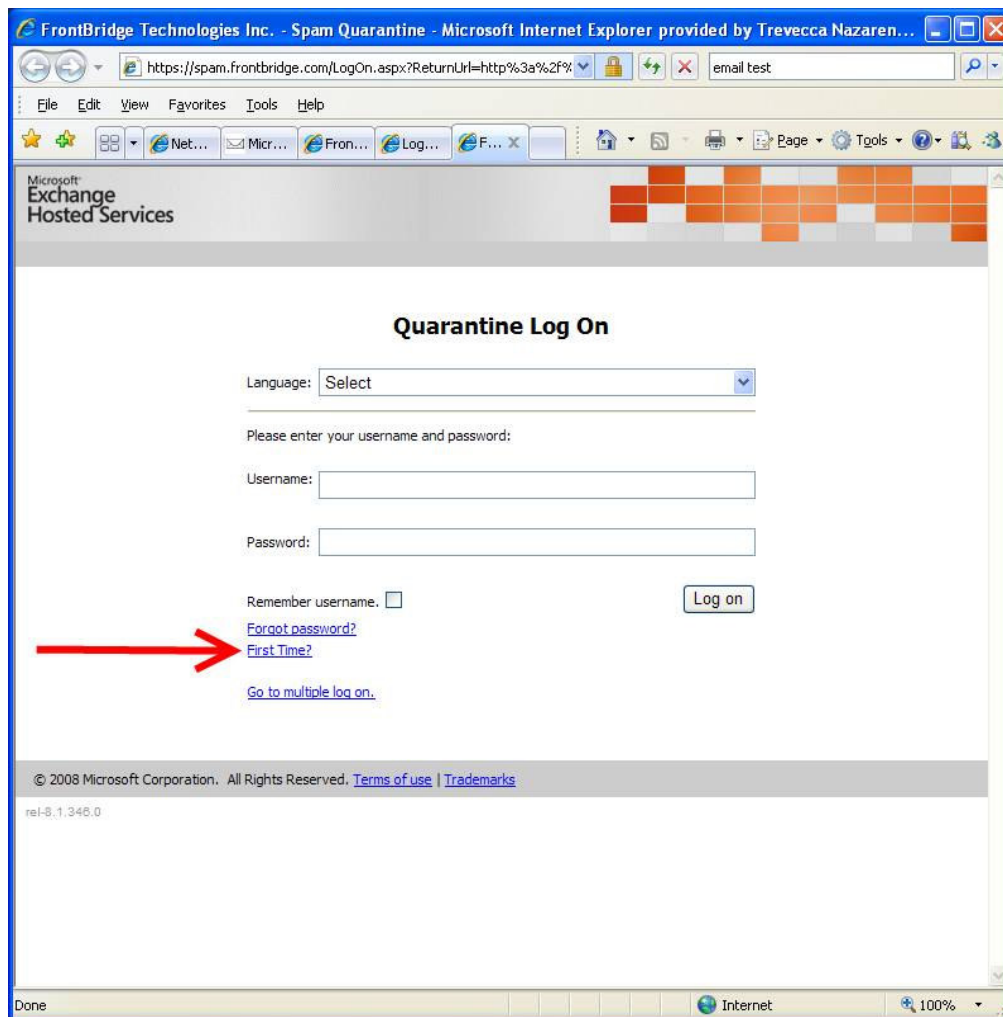 FrontBridge Technologies Inc. - Spam Quarantine - Microsoft Internet Explorer provided by Trevecca Nazaren...
https://spam.frontbridge.com/LogOn.aspx?ReturnUrl=http%3a%2f% email test
File Edit View Favorites Tools Help
Net... Micr... Fron... Log... F... Page Tools
Microsoft
Exchange
Hosted Services
Quarantine Log On
Language: Select
Please enter your username and password:
Username:
Password:
Remember username. Log on
Forgot password?
First Time?
Go to multiple log on.
© 2008 Microsoft Corporation. All Rights Reserved. Terms of use | Trademarks
rel-8.1.346.0
Done Internet 100%